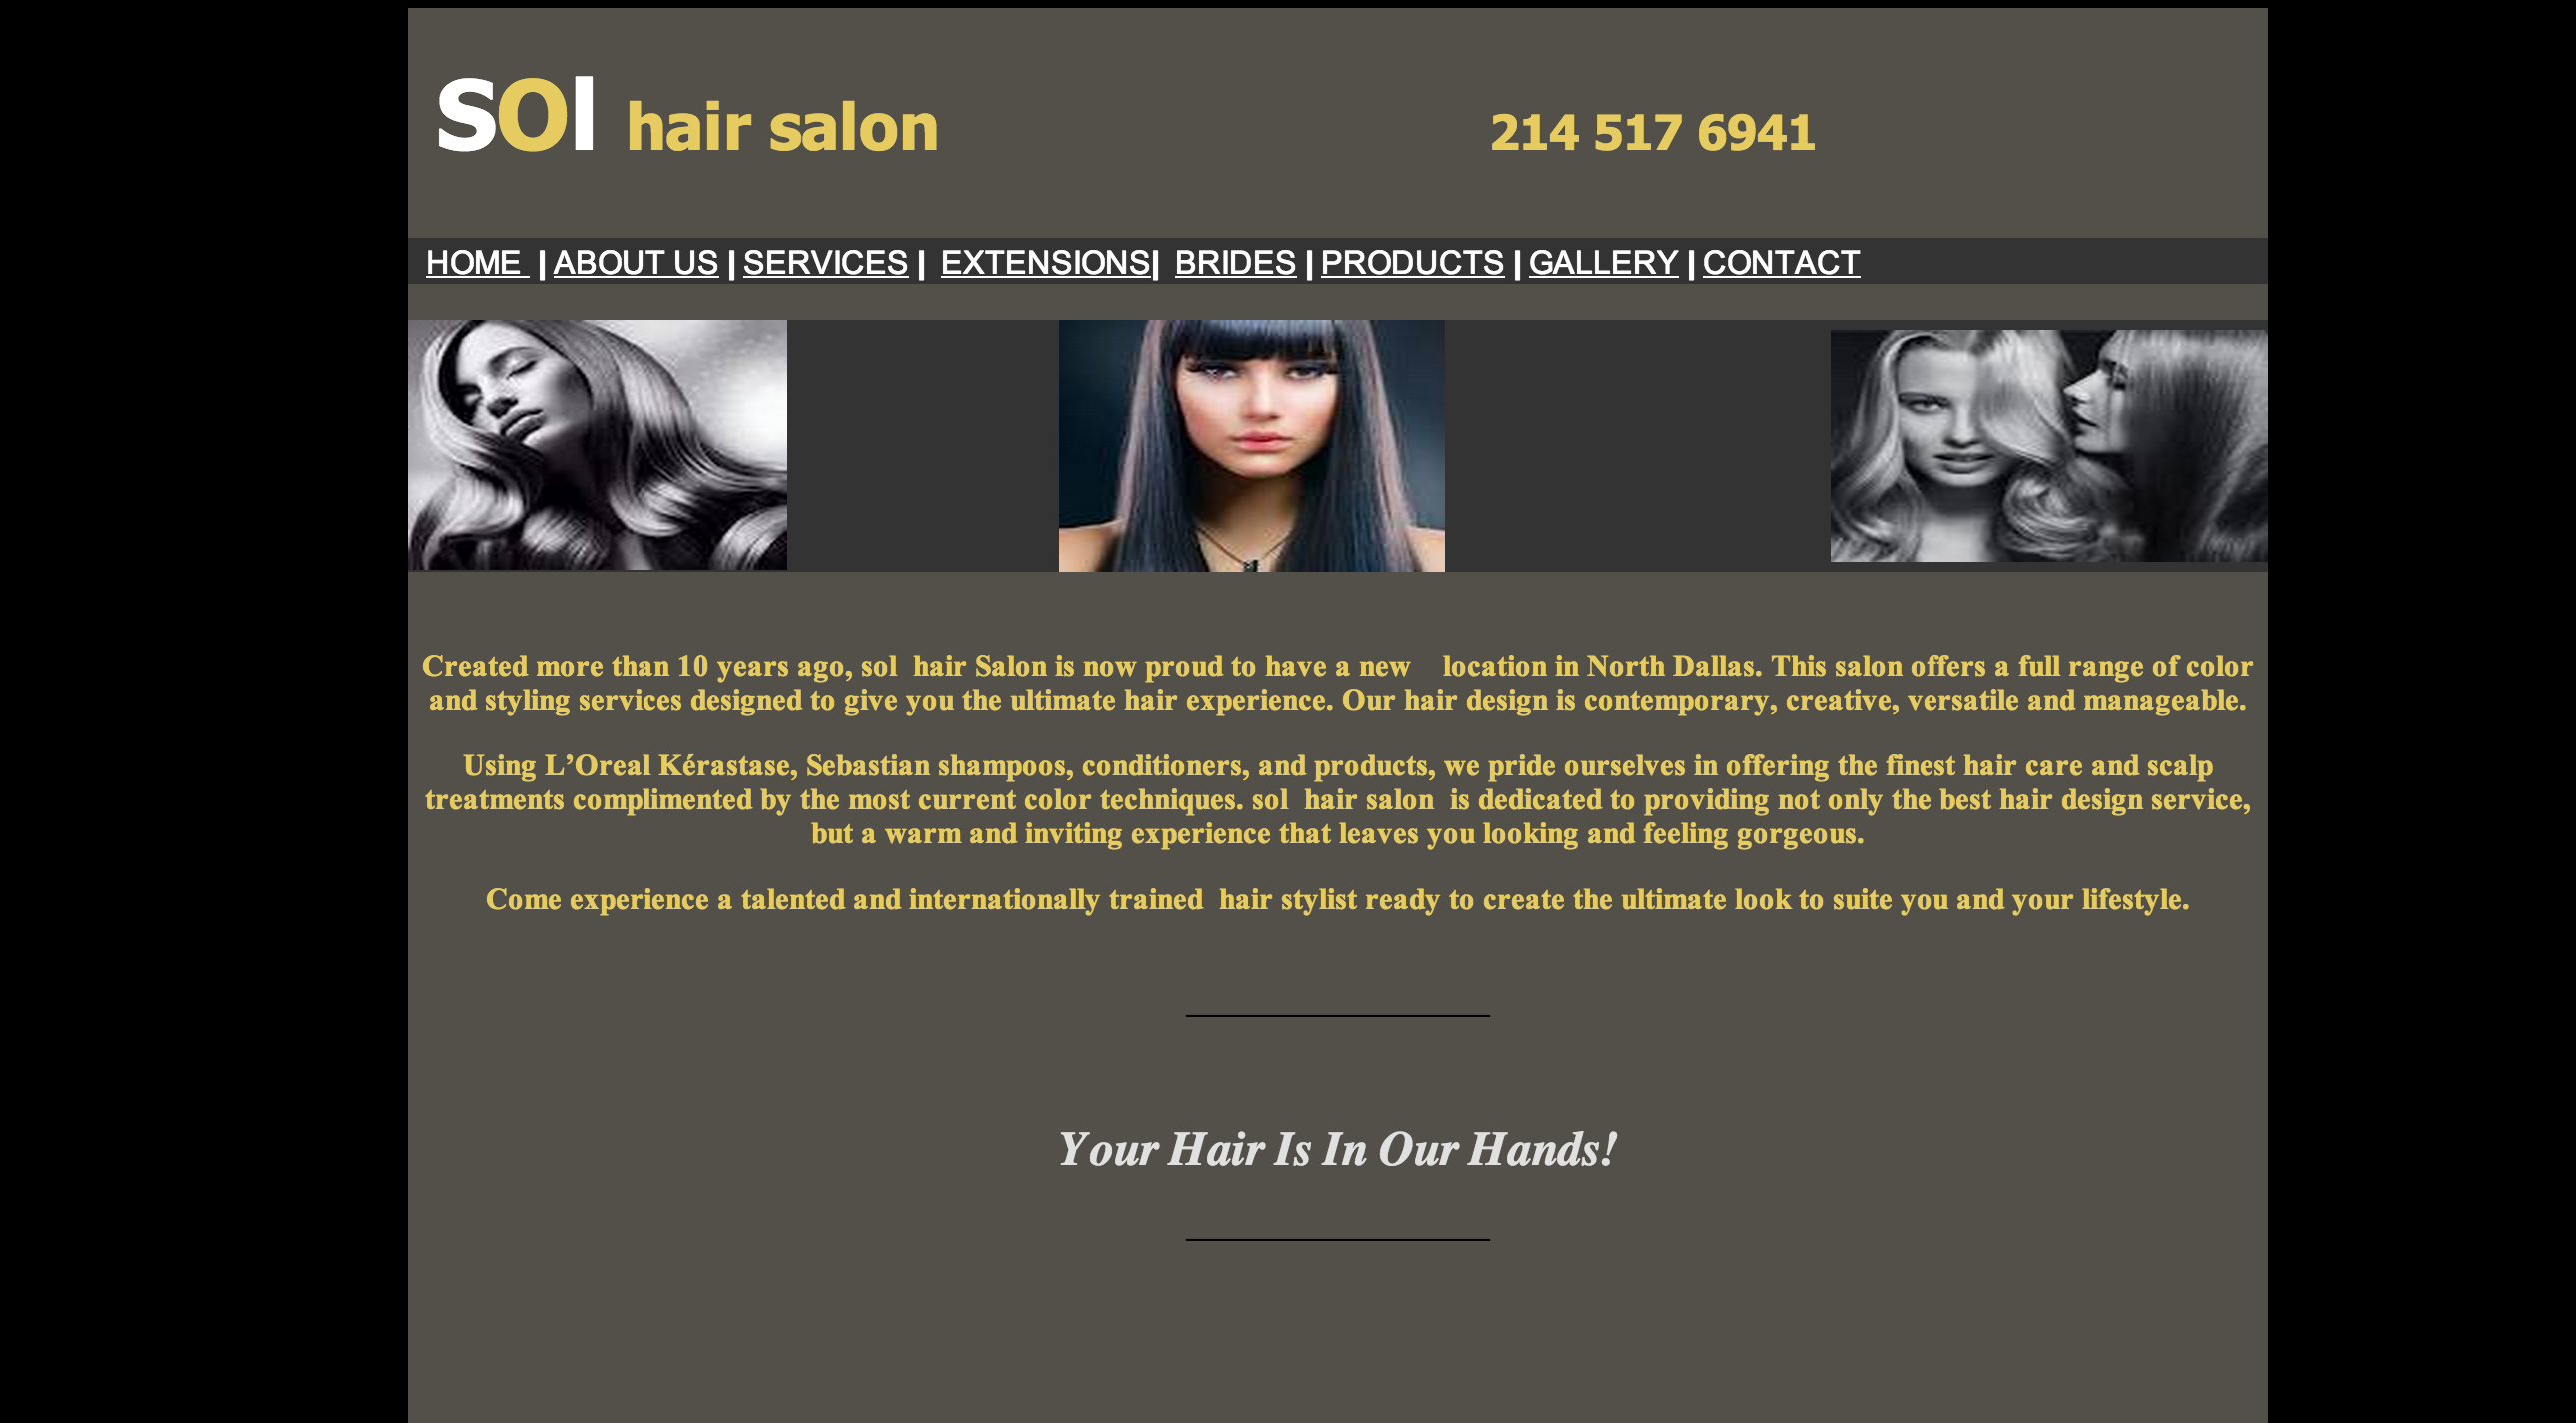 SOl hair salon 214 517 6941
HOME | ABOUT US | SERVICES | EXTENSIONS| BRIDES | PRODUCTS | GALLERY | CONTACT
Created more than 10 years ago, sol  hair Salon is now proud to have a new    location in North Dallas. This salon offers a full range of color
and styling services designed to give you the ultimate hair experience. Our hair design is contemporary, creative, versatile and manageable.
Using L’Oreal Kérastase, Sebastian shampoos, conditioners, and products, we pride ourselves in offering the finest hair care and scalp
treatments complimented by the most current color techniques. sol  hair salon  is dedicated to providing not only the best hair design service,
but a warm and inviting experience that leaves you looking and feeling gorgeous.
Come experience a talented and internationally trained  hair stylist ready to create the ultimate look to suite you and your lifestyle.
Your Hair Is In Our Hands!